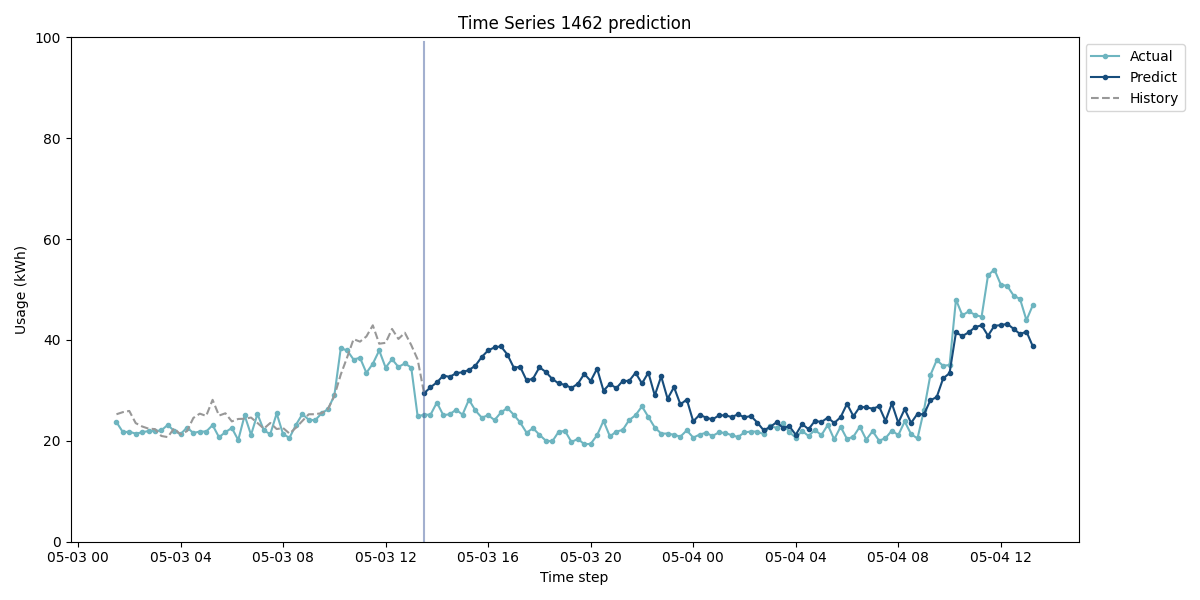 Time Series 1462 prediction
100
80
60
40
20
0
Usage (kWh)
05-03 00
05-03 04
05-03 08
05-03 12
05-03 16
05-03 20
05-04 00
05-04 04
05-04 08
05-04 12
Time step
Actual
Predict
History